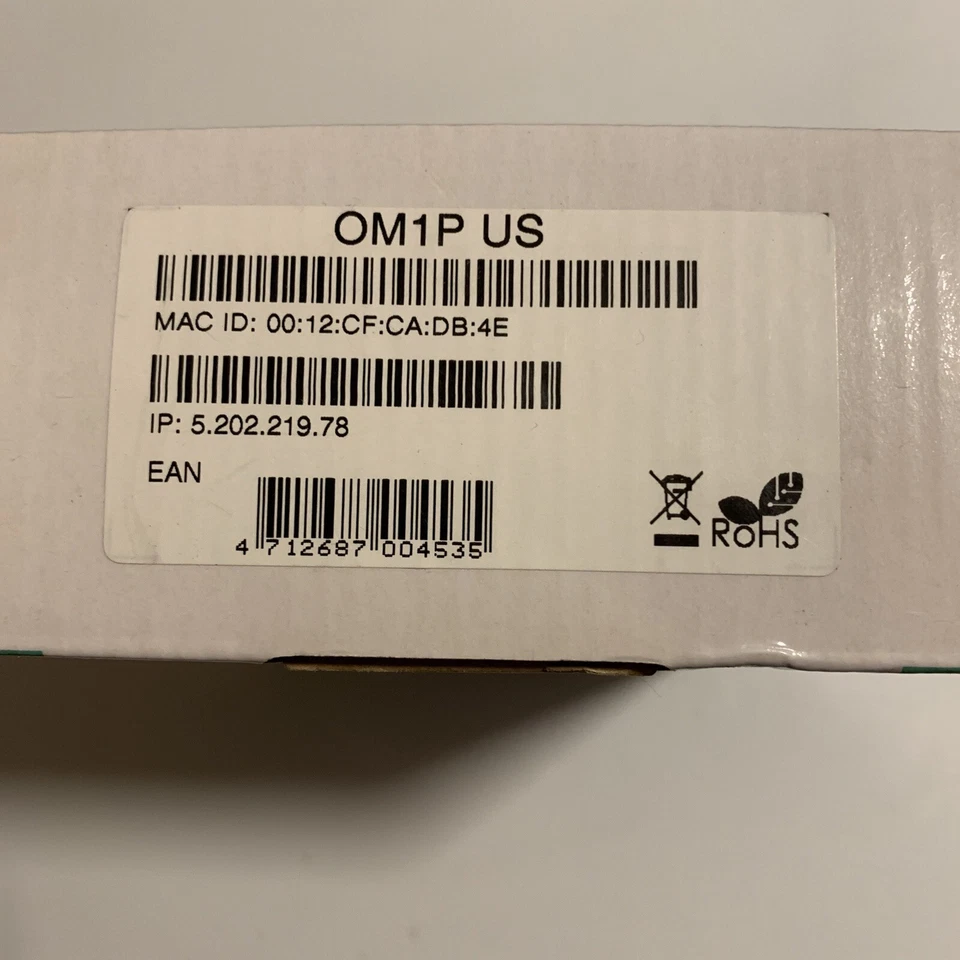 OM1P US
MAC ID: 00:12:CF:CA:DB:4E
IP: 5.202.219.78
EAN
4 712687 004535
RoHS